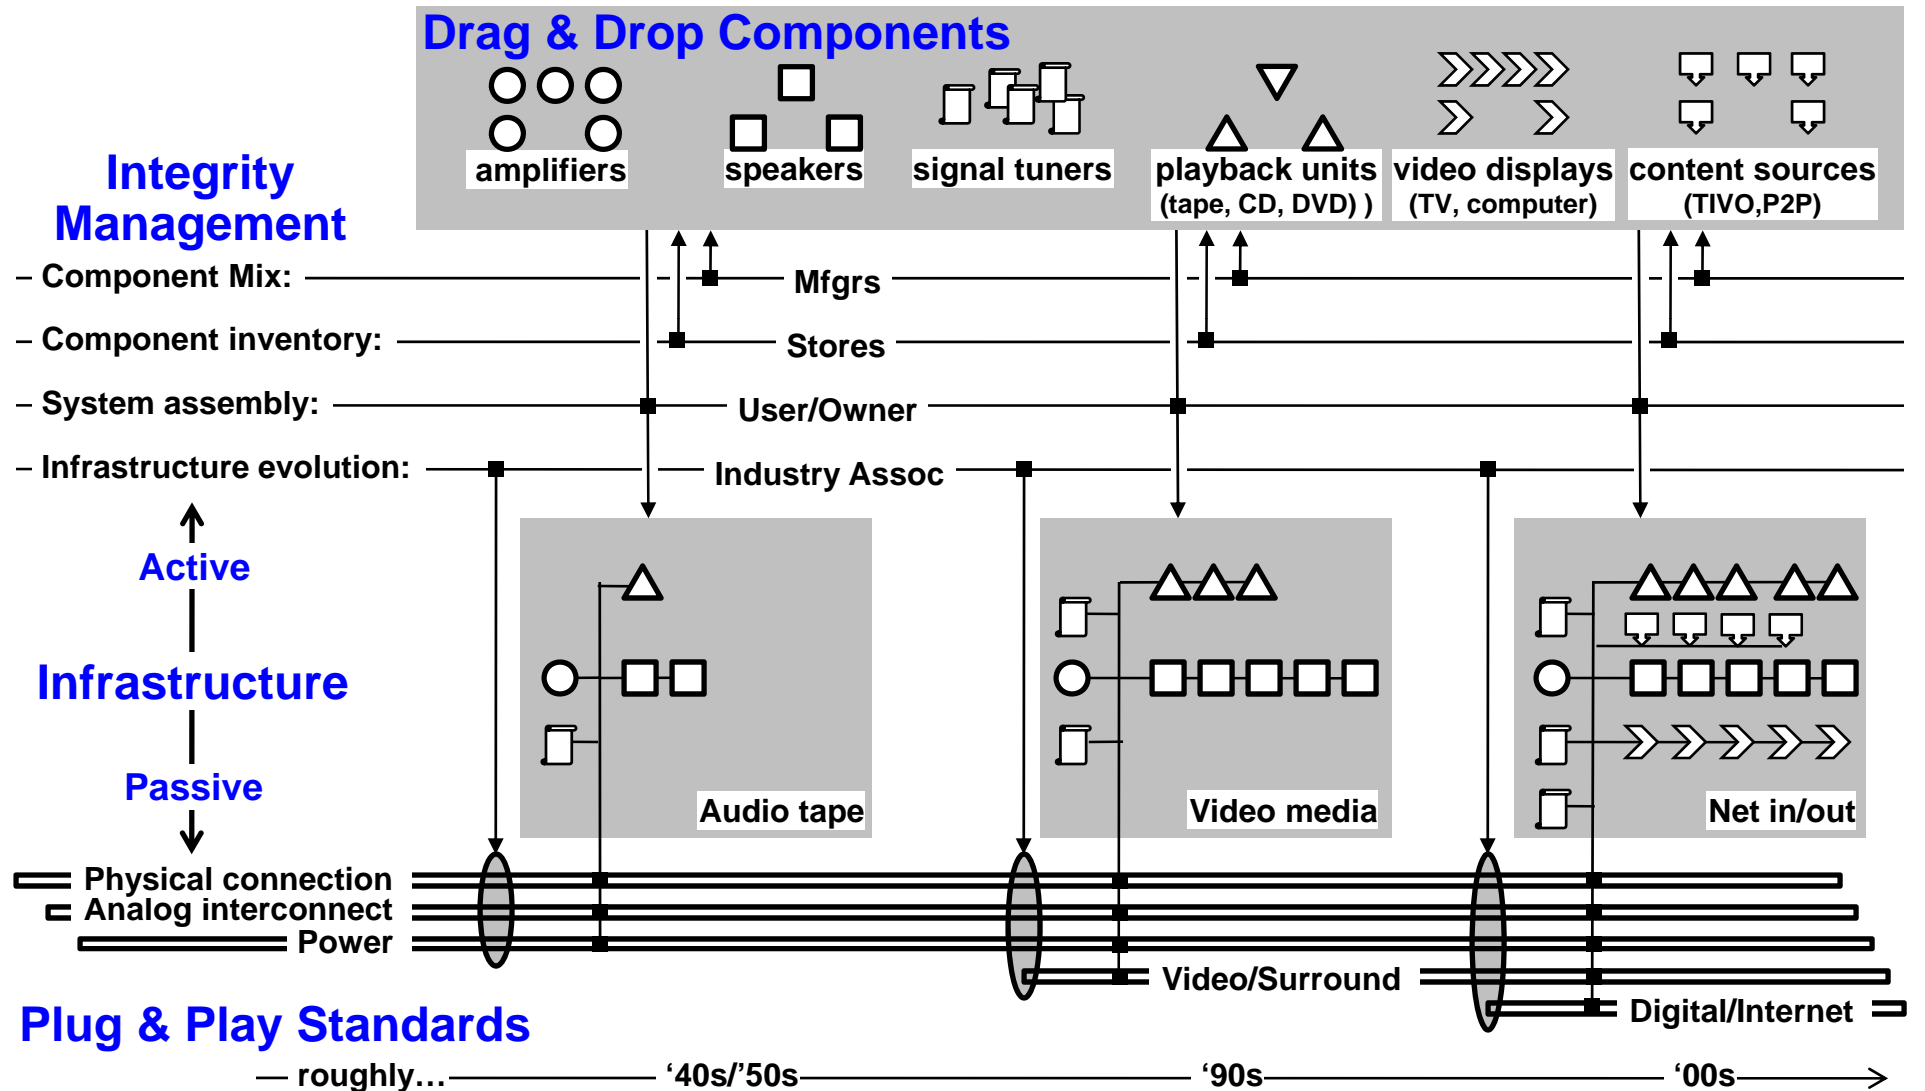 Drag & Drop Components
amplifiers
speakers
signal tuners
playback units
(tape, CD, DVD) )
video displays
(TV, computer)
content sources
(TIVO,P2P)
Integrity
Management
Component Mix:
Mfgrs
Component inventory:
Stores
System assembly:
User/Owner
Infrastructure evolution:
Industry Assoc
Active
Infrastructure
Passive
Audio tape
Video media
Net in/out
Physical connection
Analog interconnect
Power
Video/Surround
Digital/Internet
Plug & Play Standards
roughly…
‘40s/’50s
‘90s
‘00s